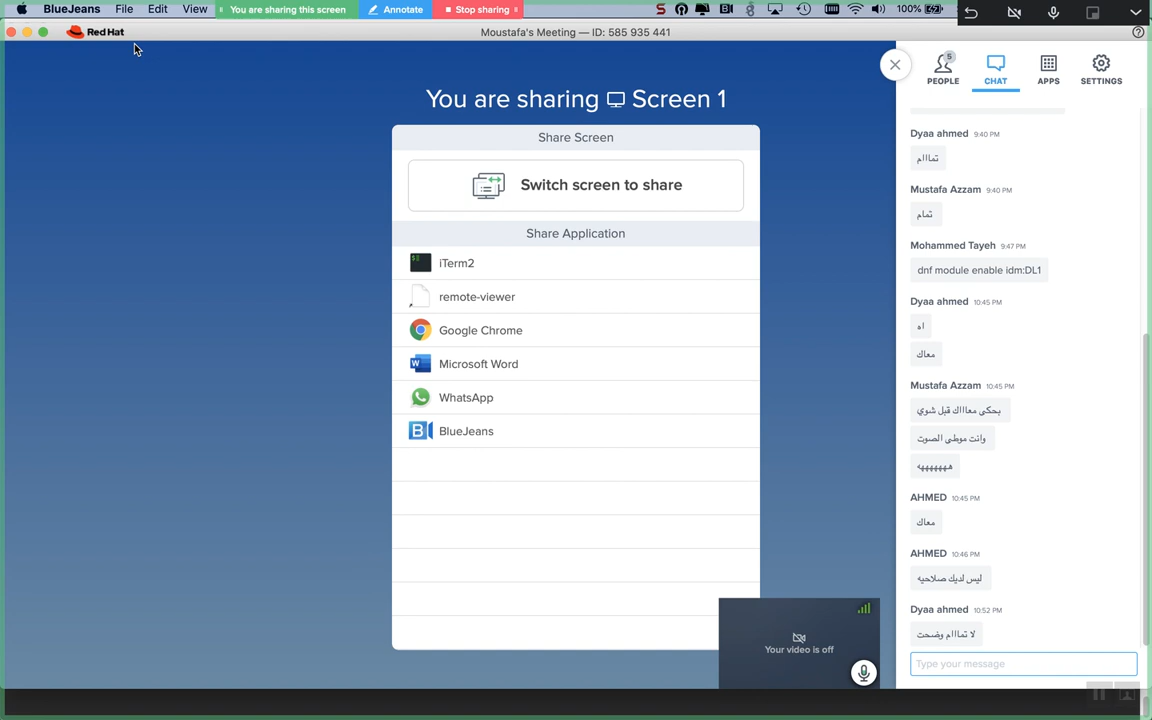 BlueJeans File Edit View
You are sharing this screen
Annotate
Stop sharing
100%
Red Hat
Moustafa's Meeting — ID: 585 935 441
You are sharing Screen 1
Share Screen
Switch screen to share
Share Application
iTerm2
remote-viewer
Google Chrome
Microsoft Word
WhatsApp
BlueJeans
Your video is off
5
PEOPLE
CHAT
APPS
SETTINGS
Dyaa ahmed 9:40 PM
تماااام
Mustafa Azzam 9:40 PM
تمام
Mohammed Tayeh 9:47 PM
dnf module enable idm:DL1
Dyaa ahmed 10:45 PM
اه
معاك
Mustafa Azzam 10:45 PM
بحكي معاااك قبل شوي
وانت موطي الصوت
ههههههه
AHMED 10:45 PM
معاك
AHMED 10:46 PM
ليس لديك صلاحيه
Dyaa ahmed 10:52 PM
لا تماااام وضحت
Type your message